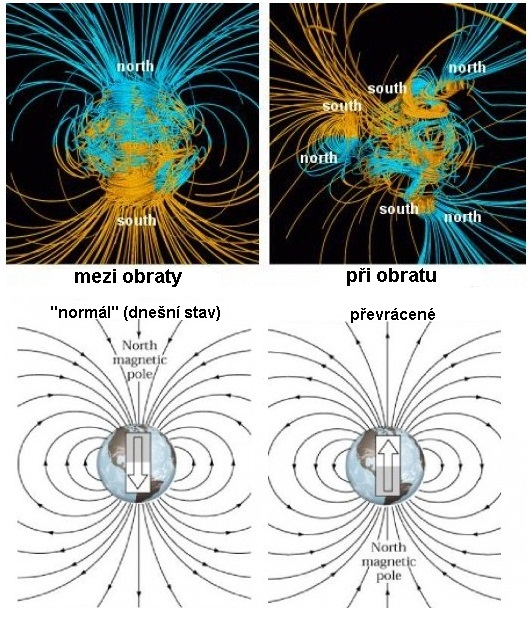 north
south
mezi obraty
north
south
south
north
south
north
při obratu
"normál" (dnešní stav)
North
magnetic
pole
převrácené
North
magnetic
pole